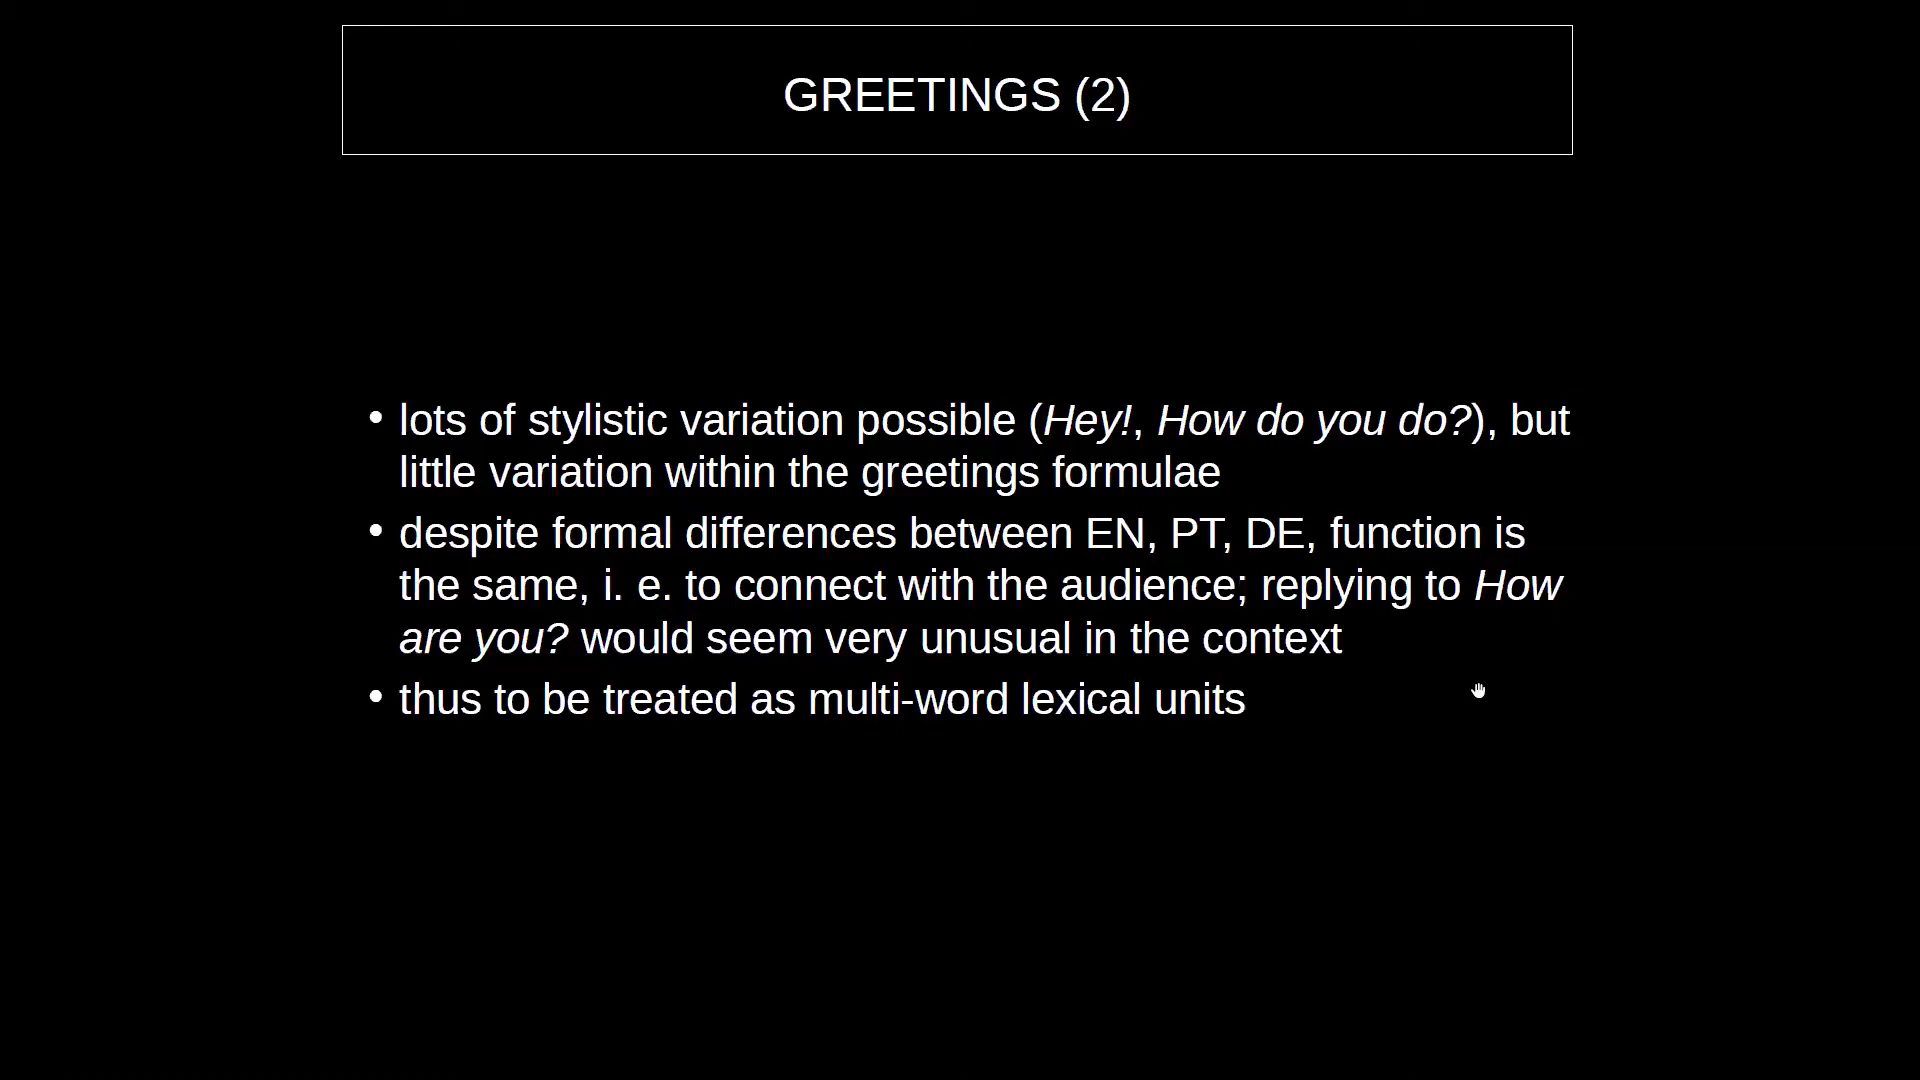 GREETINGS (2)
• lots of stylistic variation possible (Hey!, How do you do?), but
little variation within the greetings formulae
• despite formal differences between EN, PT, DE, function is
the same, i. e. to connect with the audience; replying to How
are you? would seem very unusual in the context
• thus to be treated as multi-word lexical units